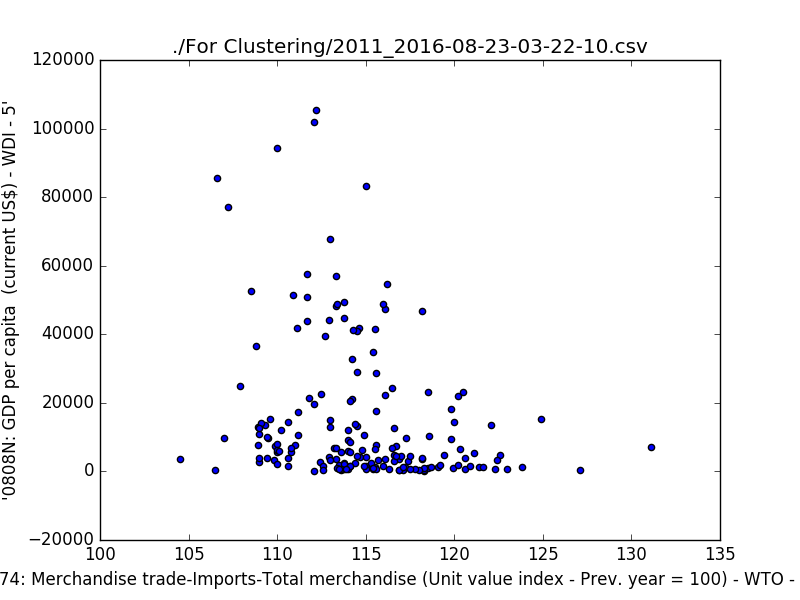 ./For Clustering/2011_2016-08-23-03-22-10.csv
120000
100000
80000
60000
40000
20000
0
−20000
'0808N: GDP per capita  (current US$) - WDI - 5'
100 105 110 115 120 125 130 135
74: Merchandise trade-Imports-Total merchandise (Unit value index - Prev. year = 100) - WTO -